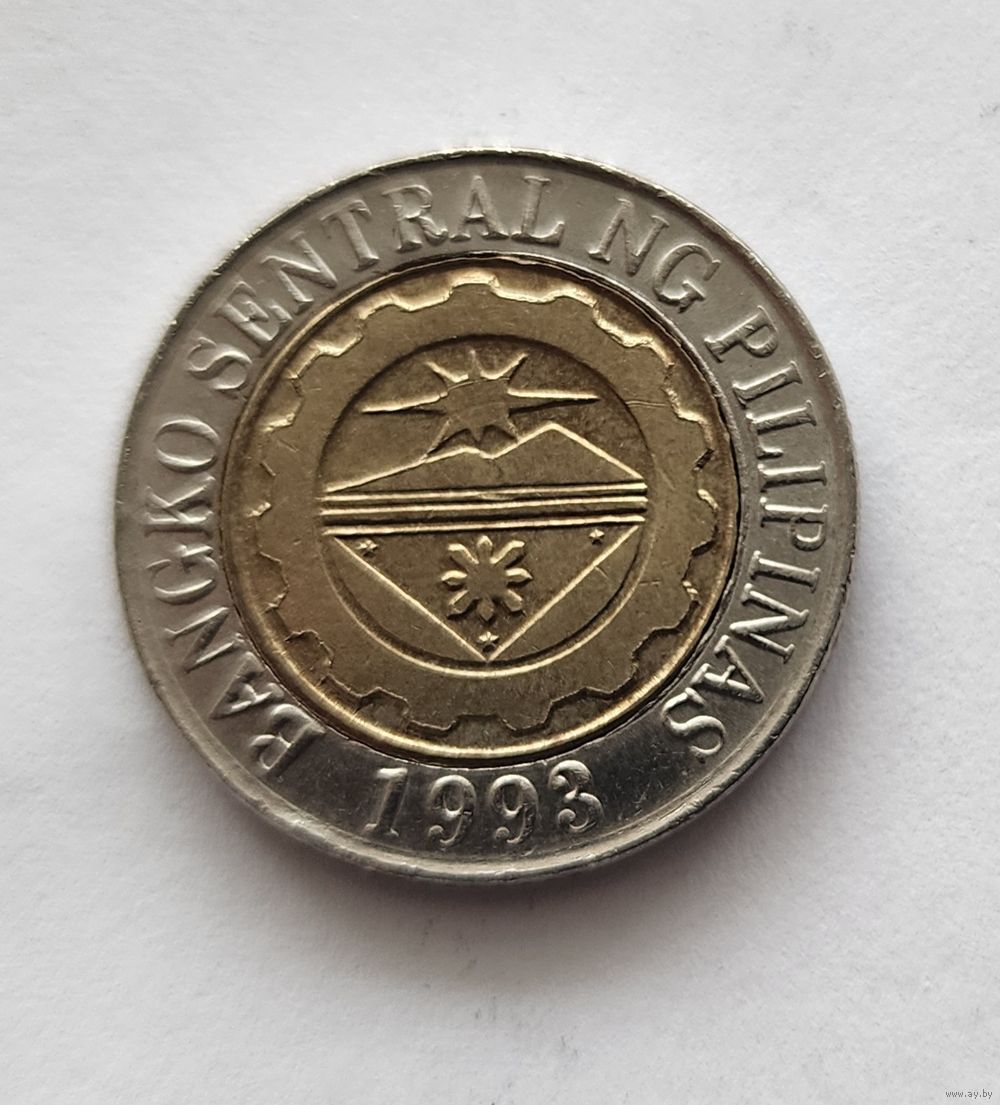 BANGKO SENTRAL NG PILIPINAS
1993
www.ay.by